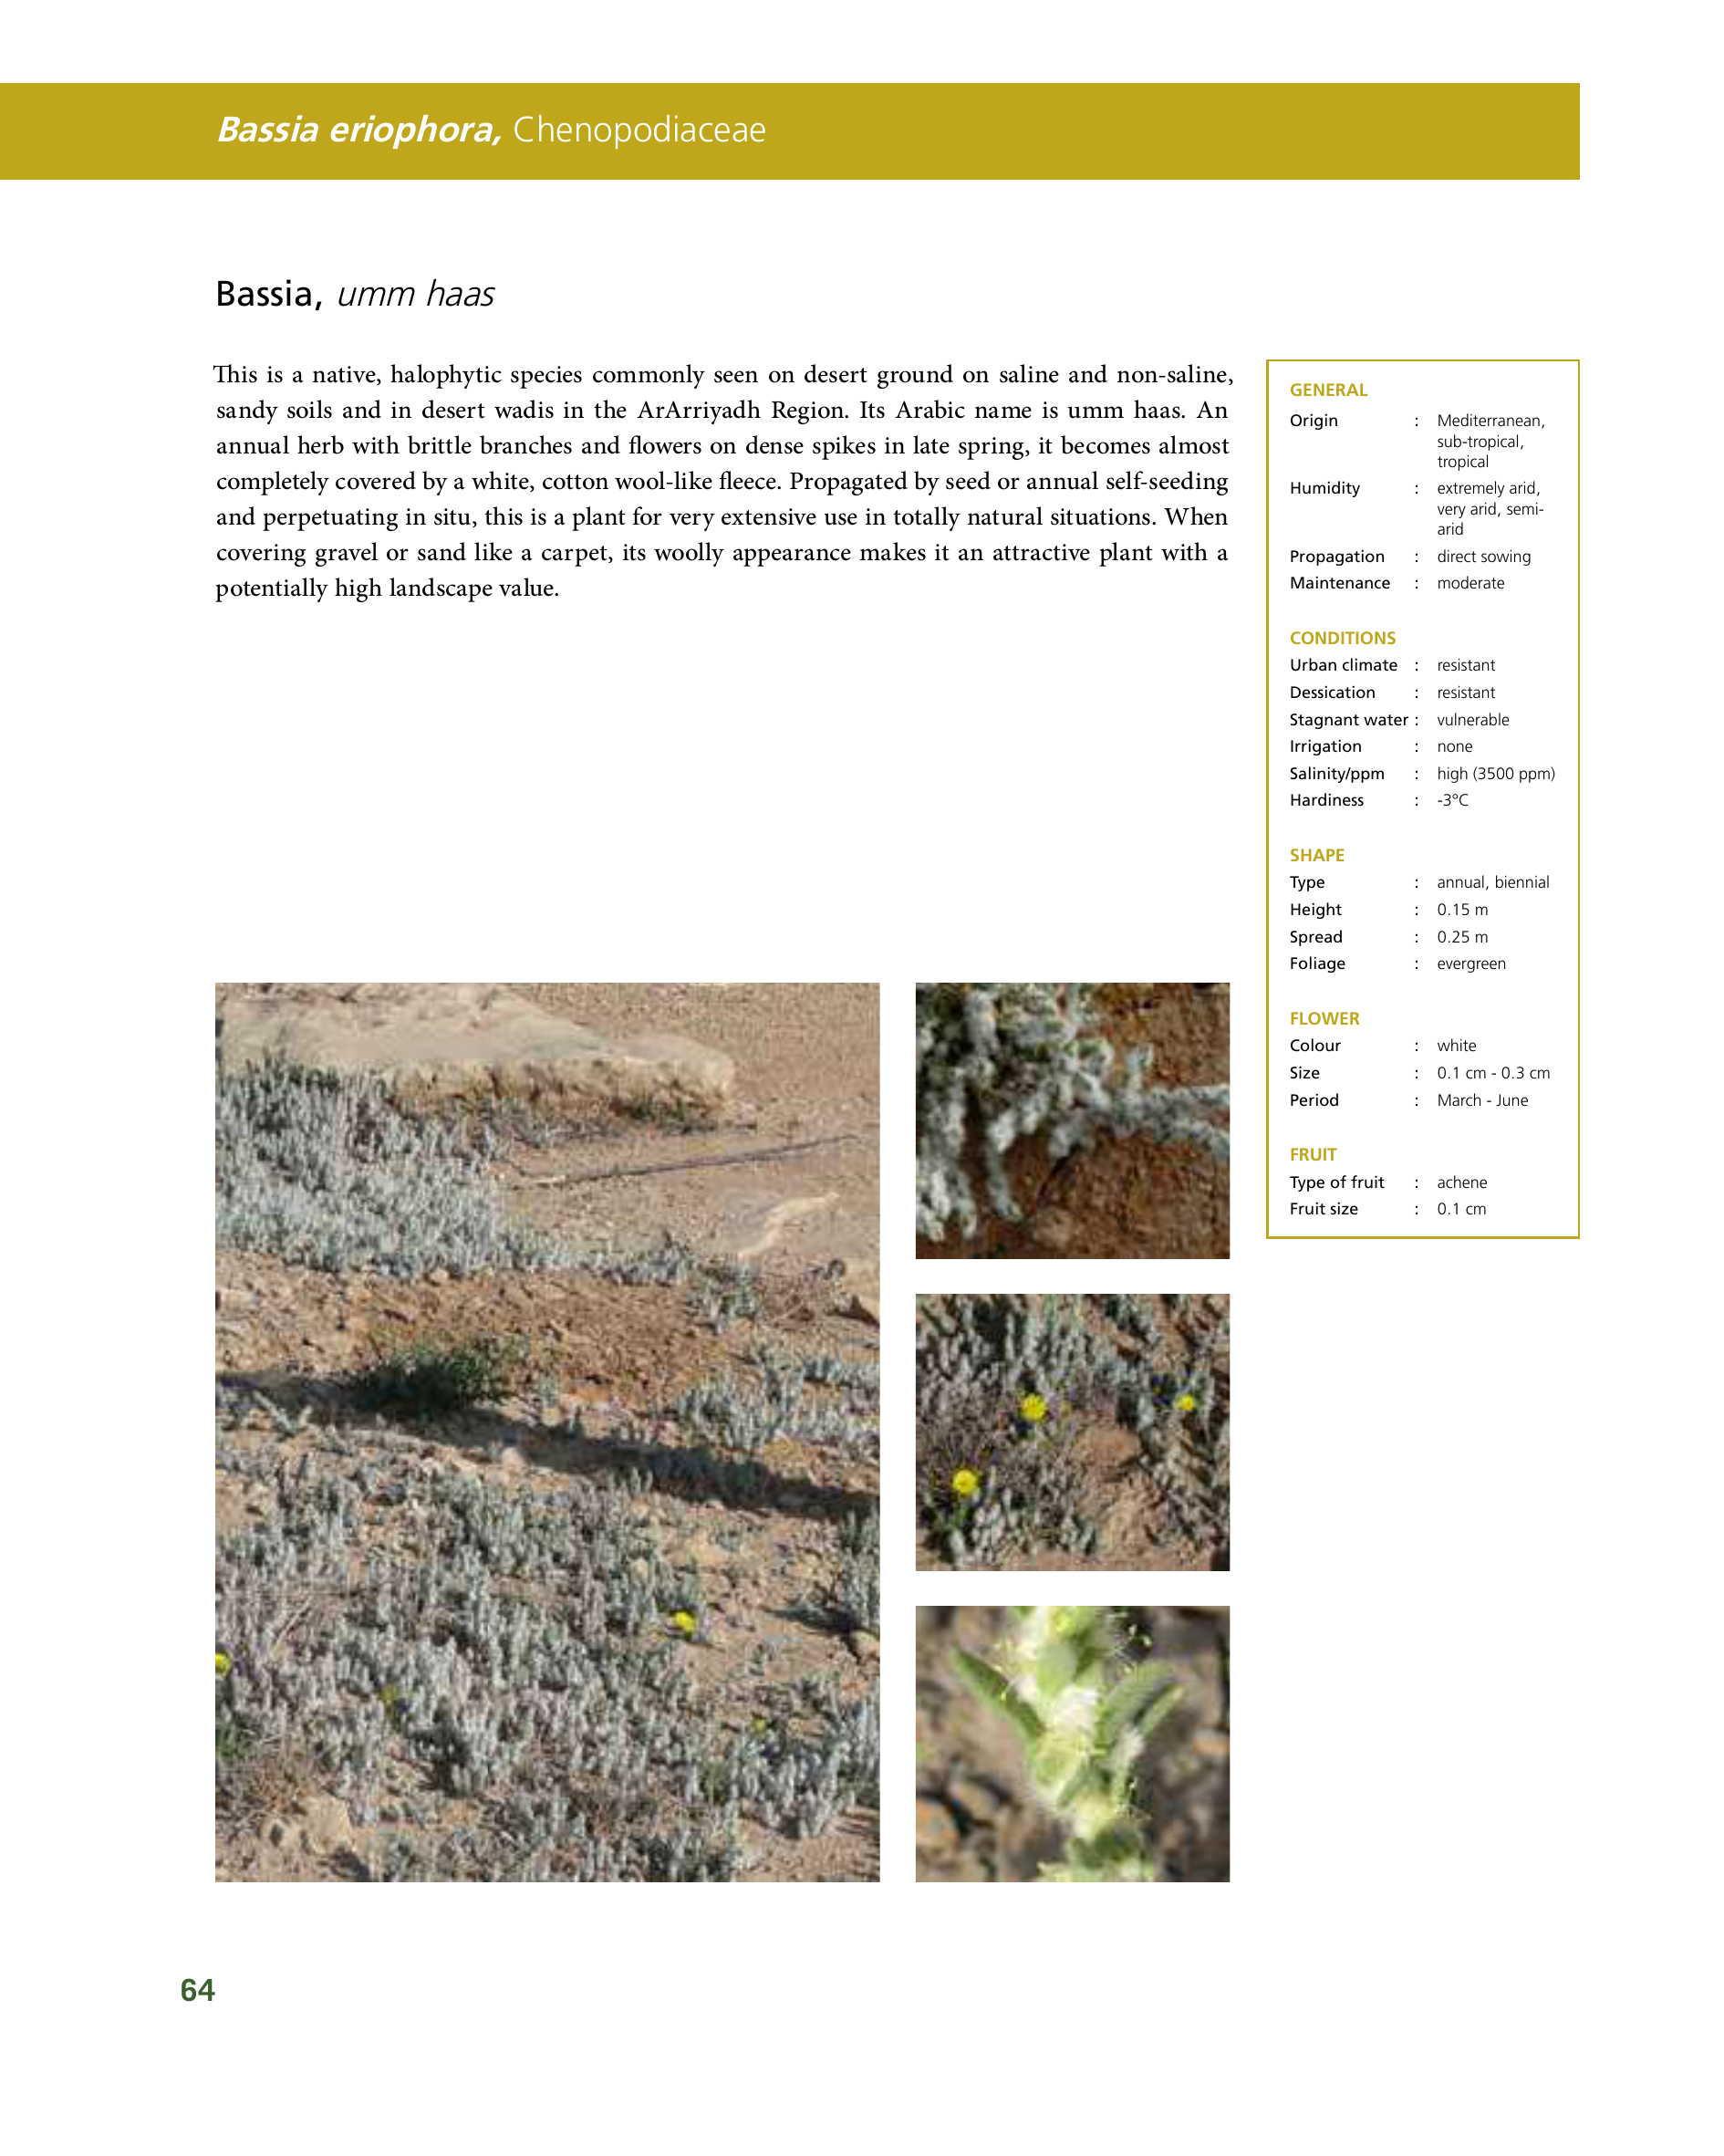 Bassia eriophora, Chenopodiaceae
Bassia, umm haas
This is a native, halophytic species commonly seen on desert ground on saline and non-saline,
sandy soils and in desert wadis in the ArArriyadh Region. Its Arabic name is umm haas. An
annual herb with brittle branches and flowers on dense spikes in late spring, it becomes almost
completely covered by a white, cotton wool-like fleece. Propagated by seed or annual self-seeding
and perpetuating in situ, this is a plant for very extensive use in totally natural situations. When
covering gravel or sand like a carpet, its woolly appearance makes it an attractive plant with a
potentially high landscape value.
GENERAL
Origin : Mediterranean,
sub-tropical,
tropical
Humidity : extremely arid,
very arid, semi-
arid
Propagation : direct sowing
Maintenance : moderate
CONDITIONS
Urban climate : resistant
Dessication : resistant
Stagnant water : vulnerable
Irrigation : none
Salinity/ppm : high (3500 ppm)
Hardiness : -3°C
SHAPE
Type : annual, biennial
Height : 0.15 m
Spread : 0.25 m
Foliage : evergreen
FLOWER
Colour : white
Size : 0.1 cm - 0.3 cm
Period : March - June
FRUIT
Type of fruit : achene
Fruit size : 0.1 cm
64